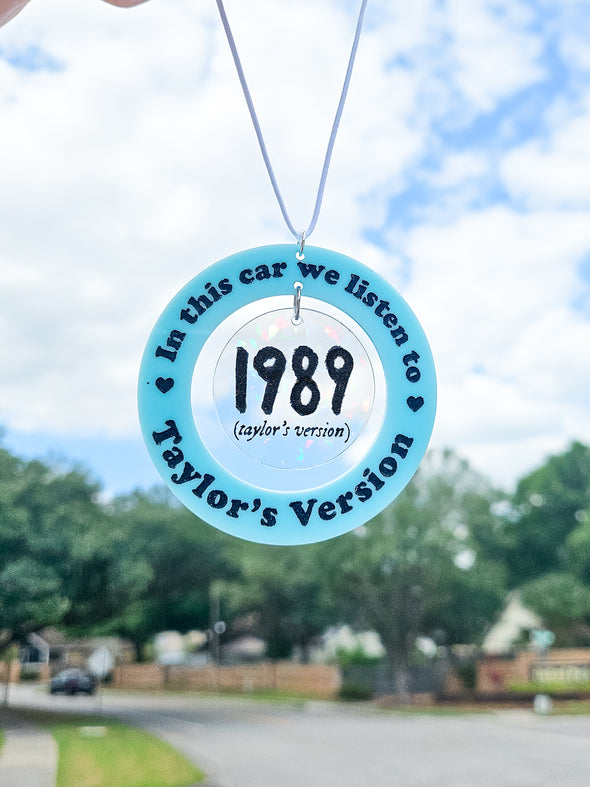 In this car we listen to
1989
(taylor's version)
Taylor's Version